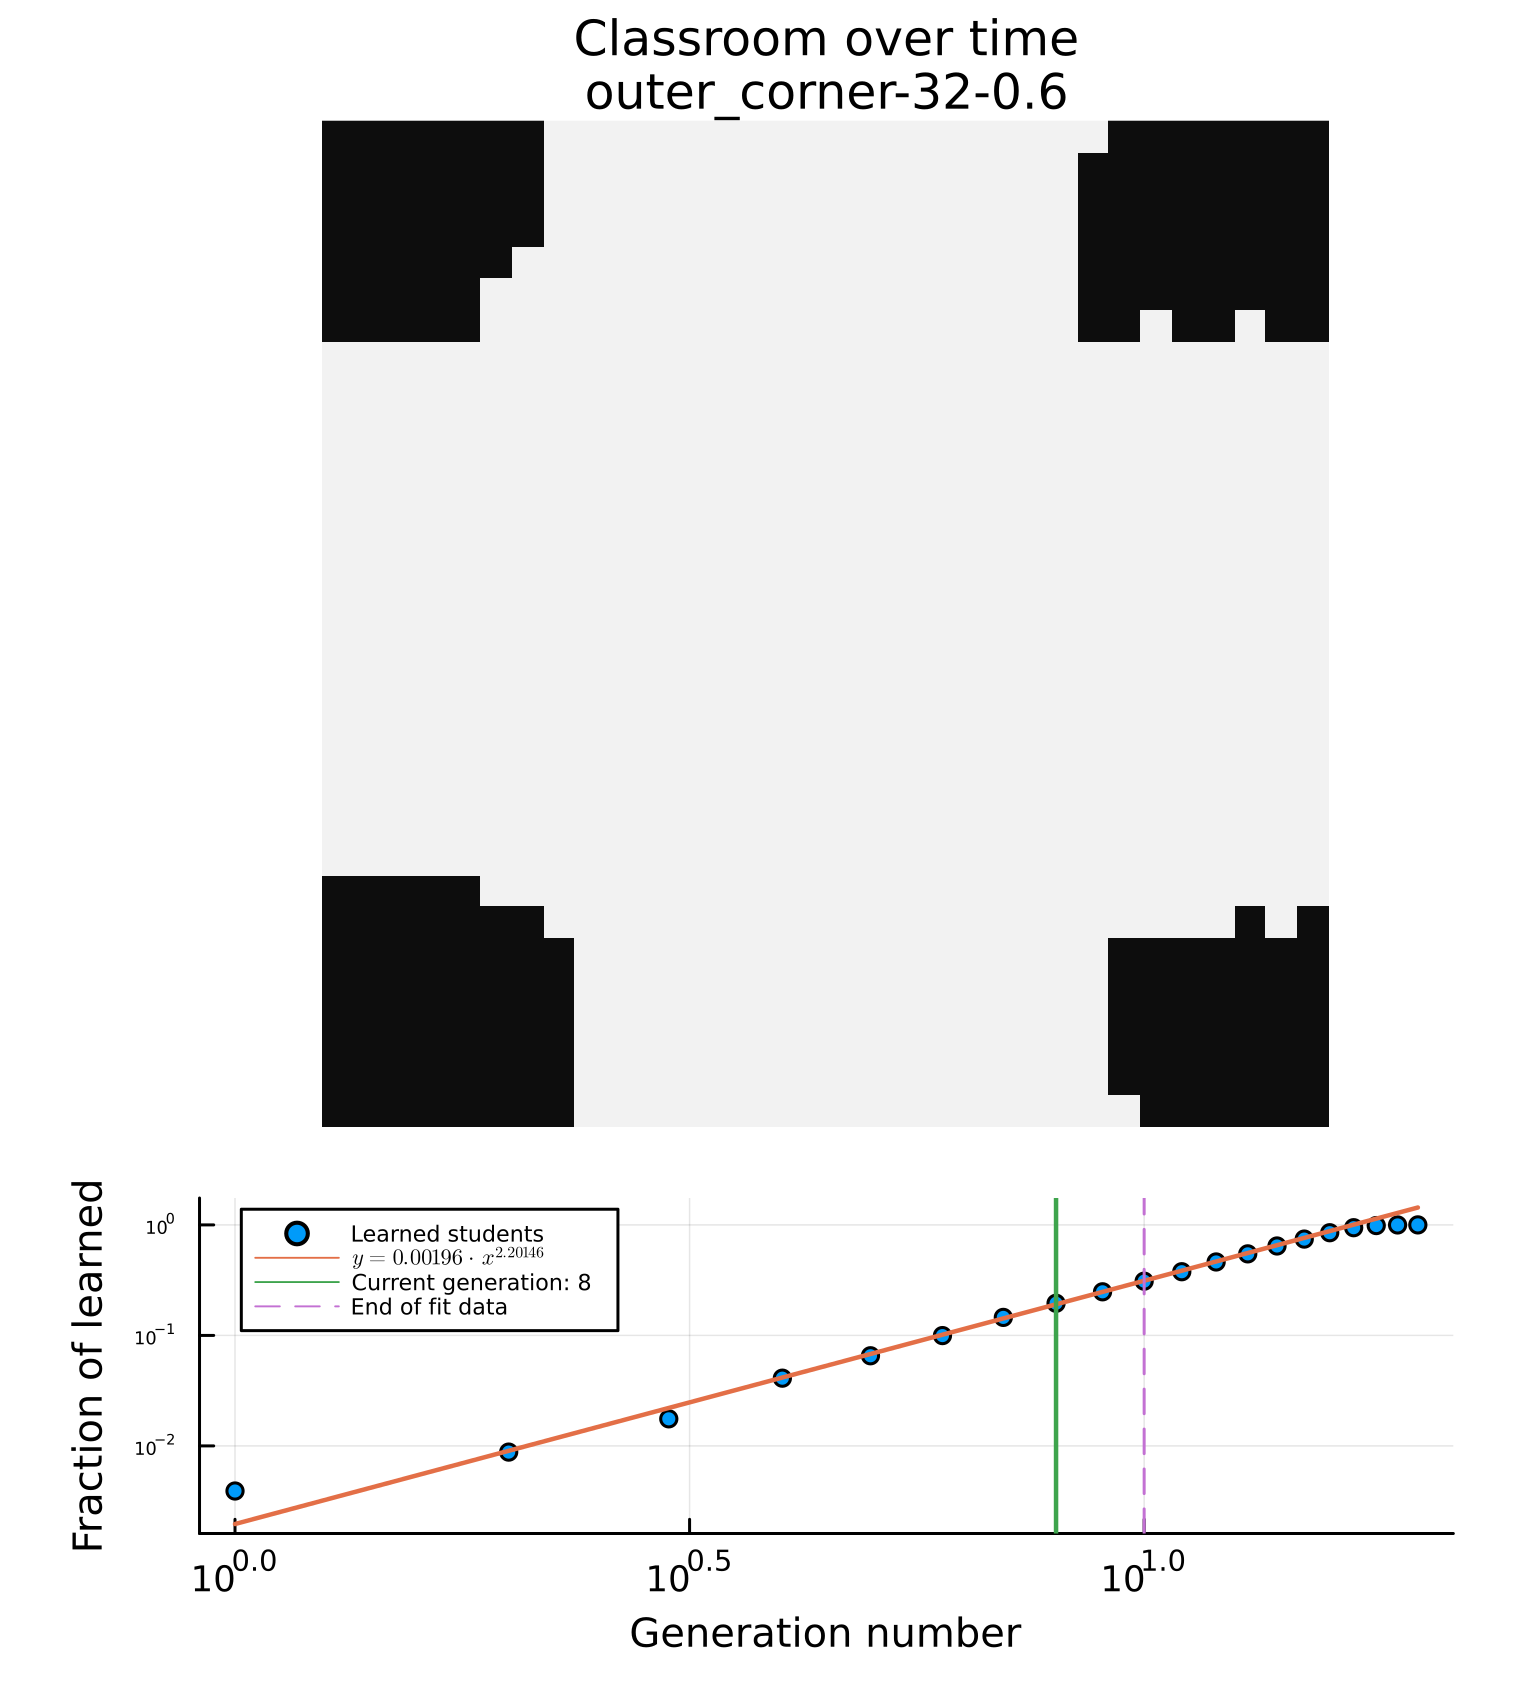 Classroom over time
outer_corner-32-0.6
Fraction of learned
10⁰
10⁻¹
10⁻²
Learned students
y = 0.00196 · x^2.20146
Current generation: 8
End of fit data
10^0.0
10^0.5
10^1.0
Generation number